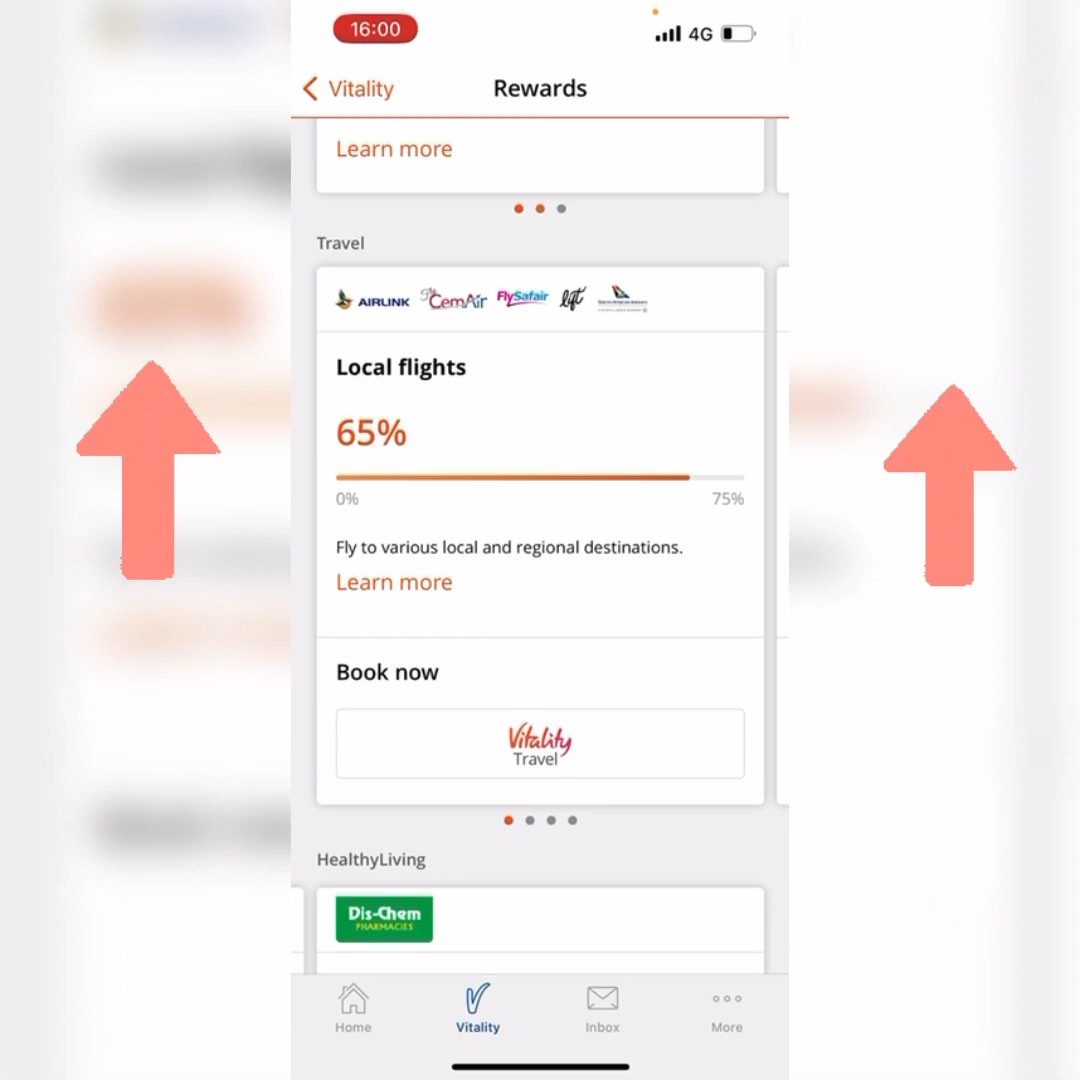 16:00
4G
Vitality
Rewards
Learn more
Travel
AIRLINK Fly CemAir FlySafair lift
Local flights
65%
0% 75%
Fly to various local and regional destinations.
Learn more
Book now
Vitality
Travel
HealthyLiving
Dis-Chem
PHARMACIES
Home Vitality Inbox More